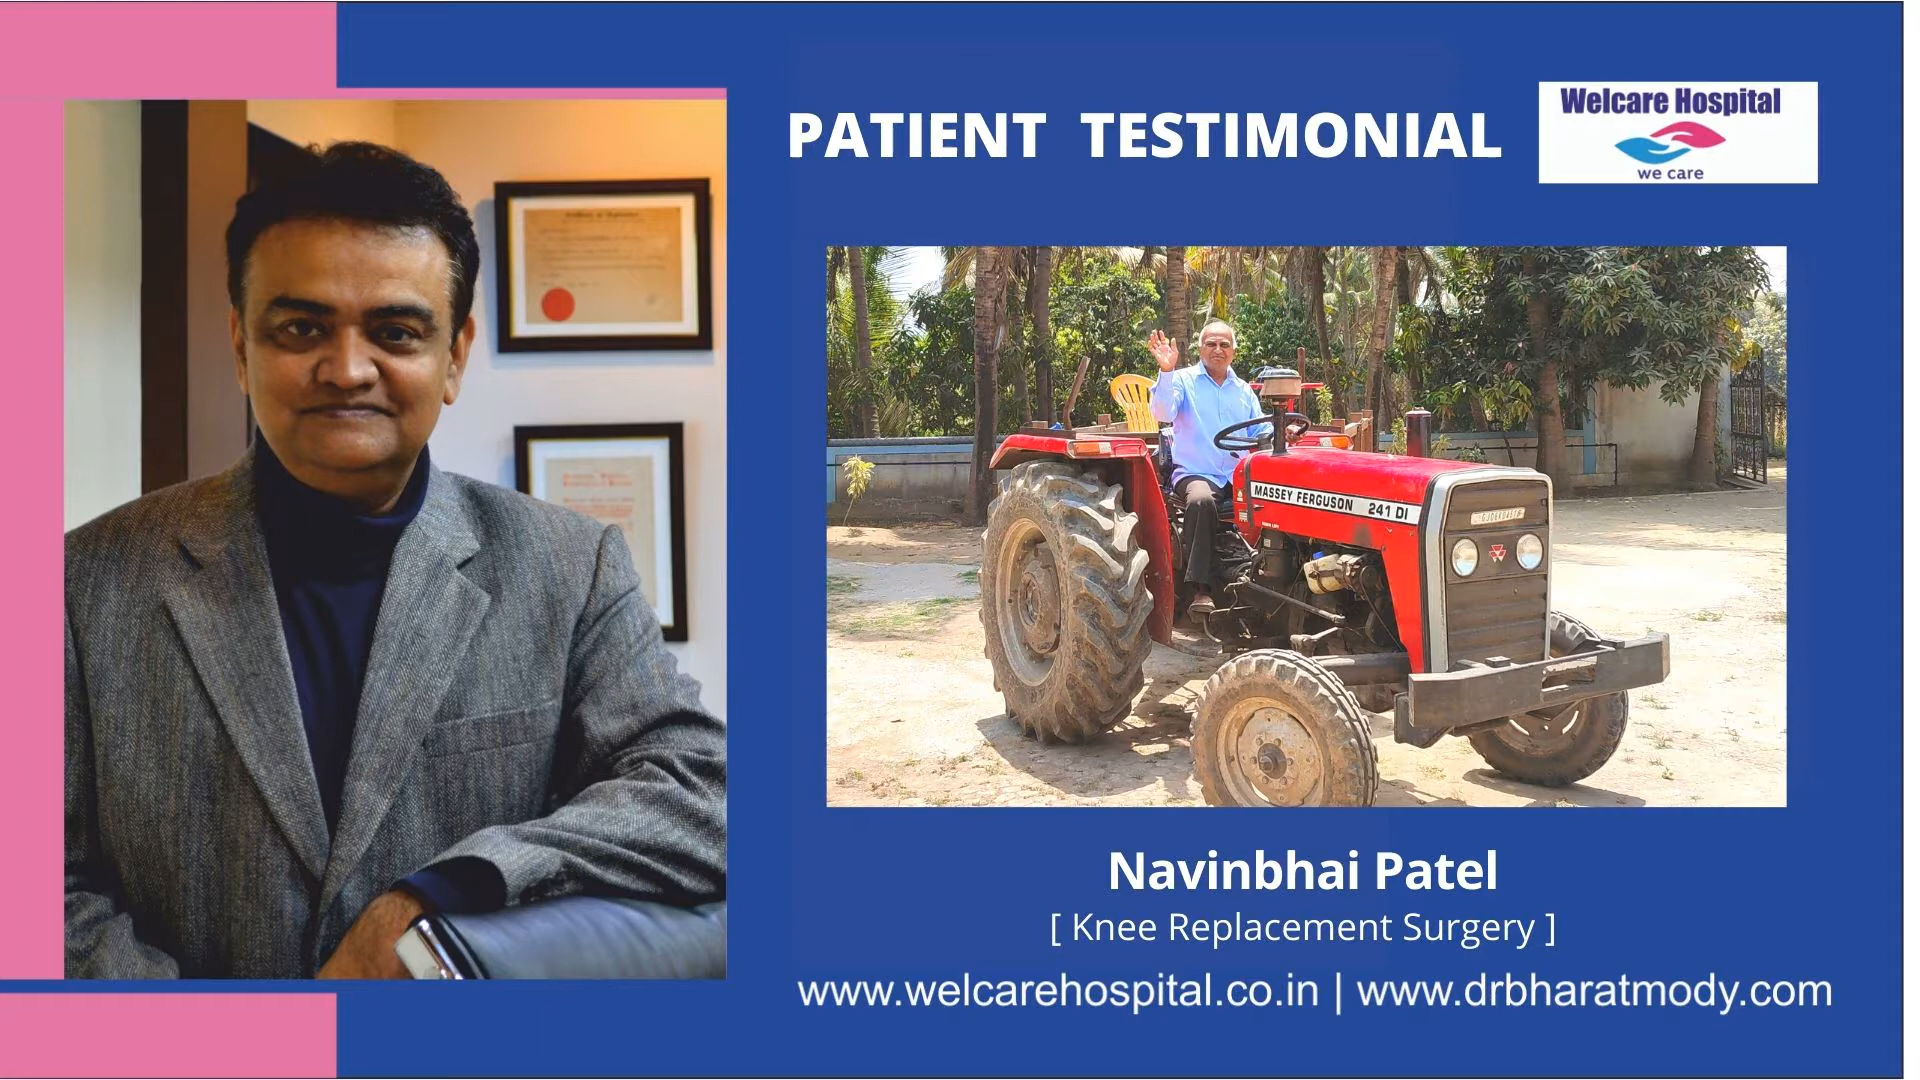 PATIENT TESTIMONIAL
Welcare Hospital
we care
MASSEY FERGUSON 241 DI
Navinbhai Patel
[ Knee Replacement Surgery ]
www.welcarehospital.co.in | www.drbharatmody.com